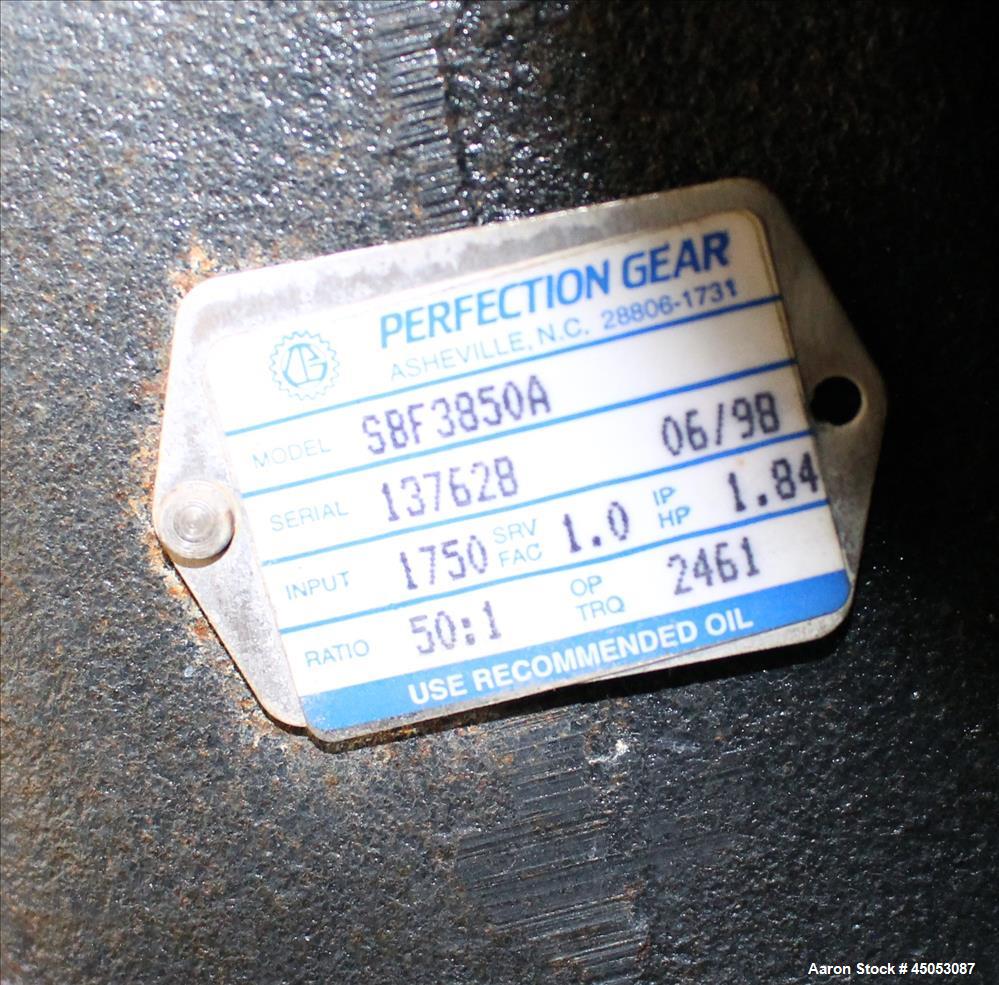 PERFECTION GEAR
ASHEVILLE, N.C. 28806-1731
MODEL SBF3850A
SERIAL 137628 06/98
INPUT 1750 SRV FAC 1.0 IP HP 1.84
RATIO 50:1 OP TRQ 2461
USE RECOMMENDED OIL
Aaron Stock # 45053087